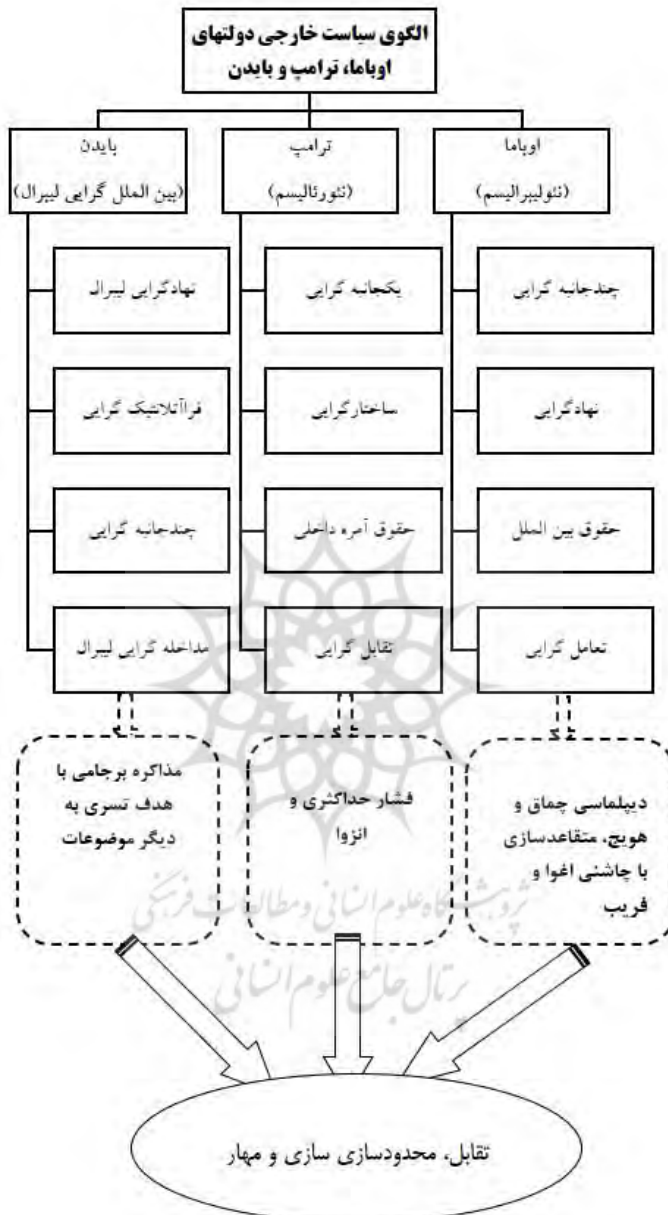 الگوی سیاست خارجی دولتهای
اوباما، ترامپ و بایدن
اوباما
(نئولیبرالیسم)
چندجانبه گرایی
نهادگرایی
حقوق بین الملل
تعامل گرایی
دیپلماسی چماق و
هویج، متقاعدسازی
با چاشنی اغوا و
فریب
ترامپ
(نئورئالیسم)
یکجانبه گرایی
ساختارگرایی
حقوق آمره داخلی
تقابل گرایی
فشار حداکثری و
انزوا
بایدن
(بین الملل گرایی لیبرال)
نهادگرایی لیبرال
فراآتلانتیک گرایی
چندجانبه گرایی
مداخله گرایی لیبرال
مذاکره برجامی با
هدف تسری به
دیگر موضوعات
پژوهشگاه علوم انسانی و مطالعات فرهنگی
پرتال جامع علوم انسانی
تقابل، محدودسازی سازی و مهار